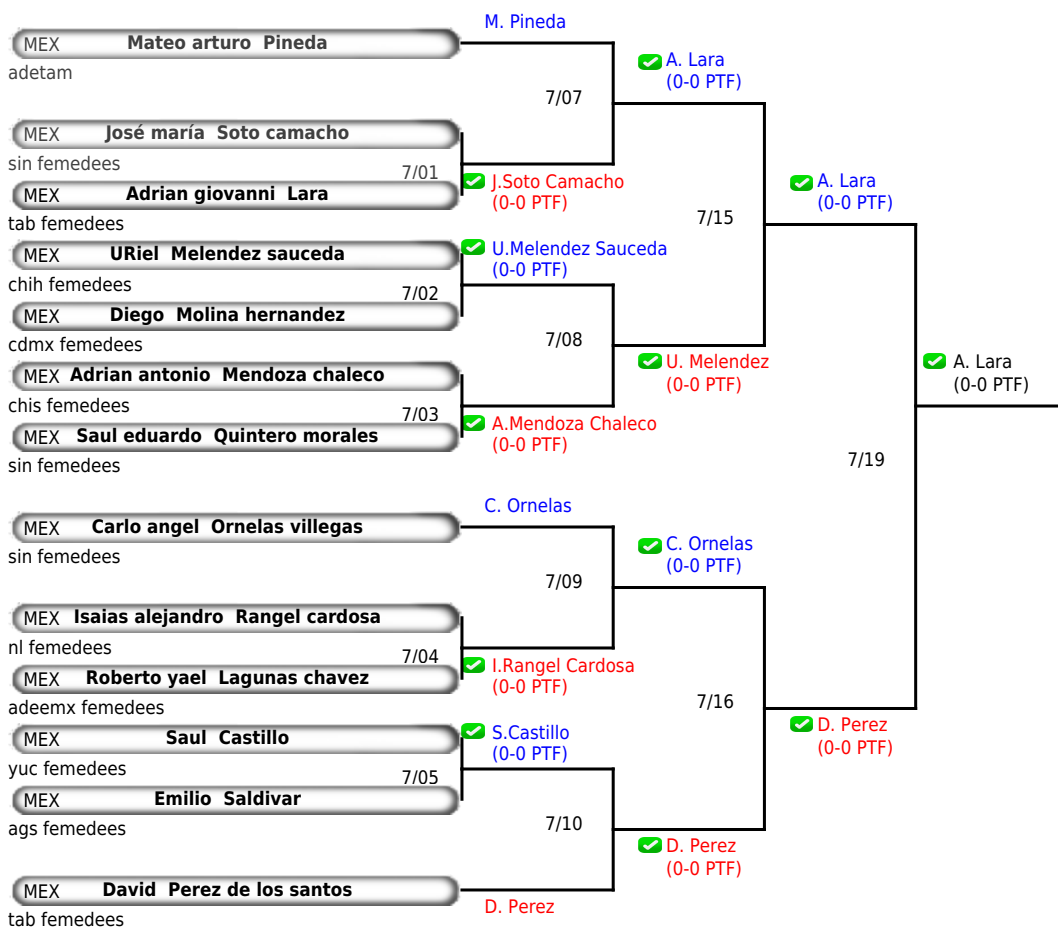 M. Pineda
MEX Mateo arturo Pineda
adetam
A. Lara
(0-0 PTF)
7/07
MEX José maría Soto camacho
sin femedees
7/01
J.Soto Camacho
(0-0 PTF)
MEX Adrian giovanni Lara
tab femedees
A. Lara
(0-0 PTF)
7/15
MEX URiel Melendez sauceda
chih femedees
U.Melendez Sauceda
(0-0 PTF)
7/02
MEX Diego Molina hernandez
cdmx femedees
7/08
U. Melendez
(0-0 PTF)
A. Lara
(0-0 PTF)
MEX Adrian antonio Mendoza chaleco
chis femedees
7/03
A.Mendoza Chaleco
(0-0 PTF)
MEX Saul eduardo Quintero morales
sin femedees
7/19
C. Ornelas
MEX Carlo angel Ornelas villegas
sin femedees
C. Ornelas
(0-0 PTF)
7/09
MEX Isaias alejandro Rangel cardosa
nl femedees
7/04
I.Rangel Cardosa
(0-0 PTF)
MEX Roberto yael Lagunas chavez
adeemx femedees
7/16
D. Perez
(0-0 PTF)
MEX Saul Castillo
yuc femedees
S.Castillo
(0-0 PTF)
7/05
MEX Emilio Saldivar
ags femedees
7/10
D. Perez
(0-0 PTF)
MEX David Perez de los santos
tab femedees
D. Perez